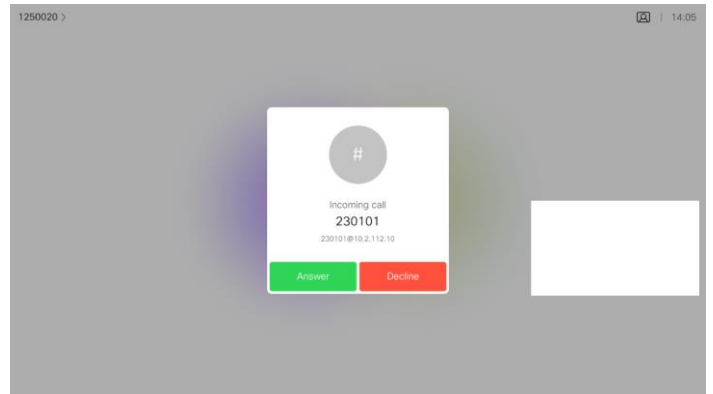 1250020 >
| 14:05
#
Incoming call
230101
230101@10.2.112.10
Answer Decline